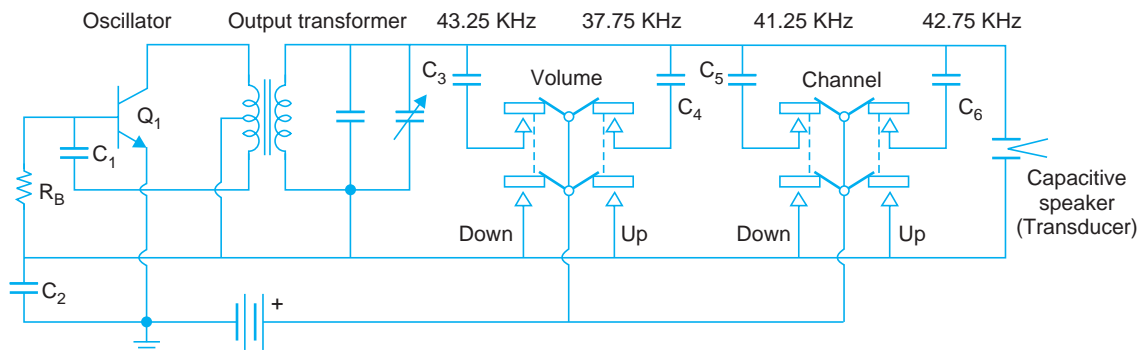 Oscillator
Output transformer
43.25 KHz
37.75 KHz
41.25 KHz
42.75 KHz
Q1
C1
RB
C2
C3
Volume
C4
C5
Channel
C6
Down
Up
Down
Up
Capacitive
speaker
(Transducer)
+